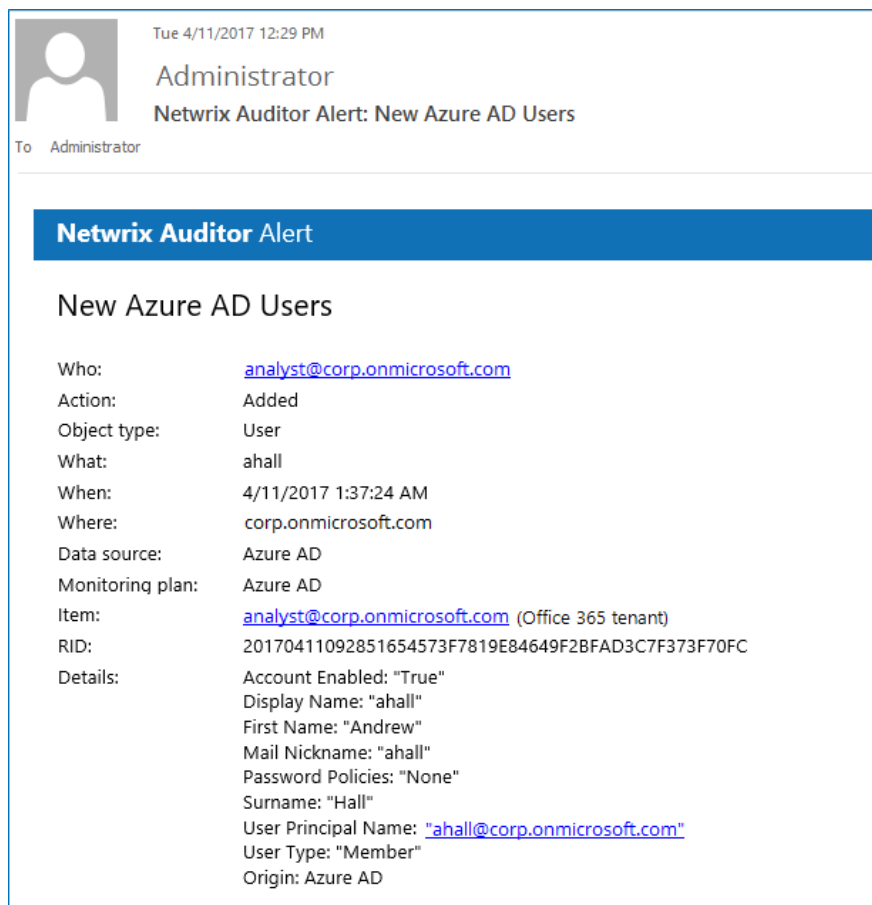 Tue 4/11/2017 12:29 PM
Administrator
Netwrix Auditor Alert: New Azure AD Users
To Administrator
Netwrix Auditor Alert
New Azure AD Users
Who: analyst@corp.onmicrosoft.com
Action: Added
Object type: User
What: ahall
When: 4/11/2017 1:37:24 AM
Where: corp.onmicrosoft.com
Data source: Azure AD
Monitoring plan: Azure AD
Item: analyst@corp.onmicrosoft.com (Office 365 tenant)
RID: 20170411092851654573F7819E84649F2BFAD3C7F373F70FC
Details: Account Enabled: "True"
Display Name: "ahall"
First Name: "Andrew"
Mail Nickname: "ahall"
Password Policies: "None"
Surname: "Hall"
User Principal Name: "ahall@corp.onmicrosoft.com"
User Type: "Member"
Origin: Azure AD